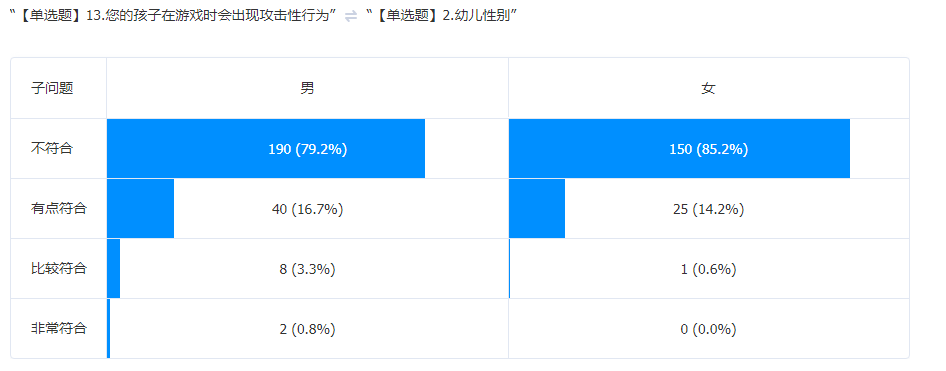 “【单选题】13.您的孩子在游戏时会出现攻击性行为” ⇌ “【单选题】2.幼儿性别”
子问题 男 女
不符合 190 (79.2%) 150 (85.2%)
有点符合 40 (16.7%) 25 (14.2%)
比较符合 8 (3.3%) 1 (0.6%)
非常符合 2 (0.8%) 0 (0.0%)